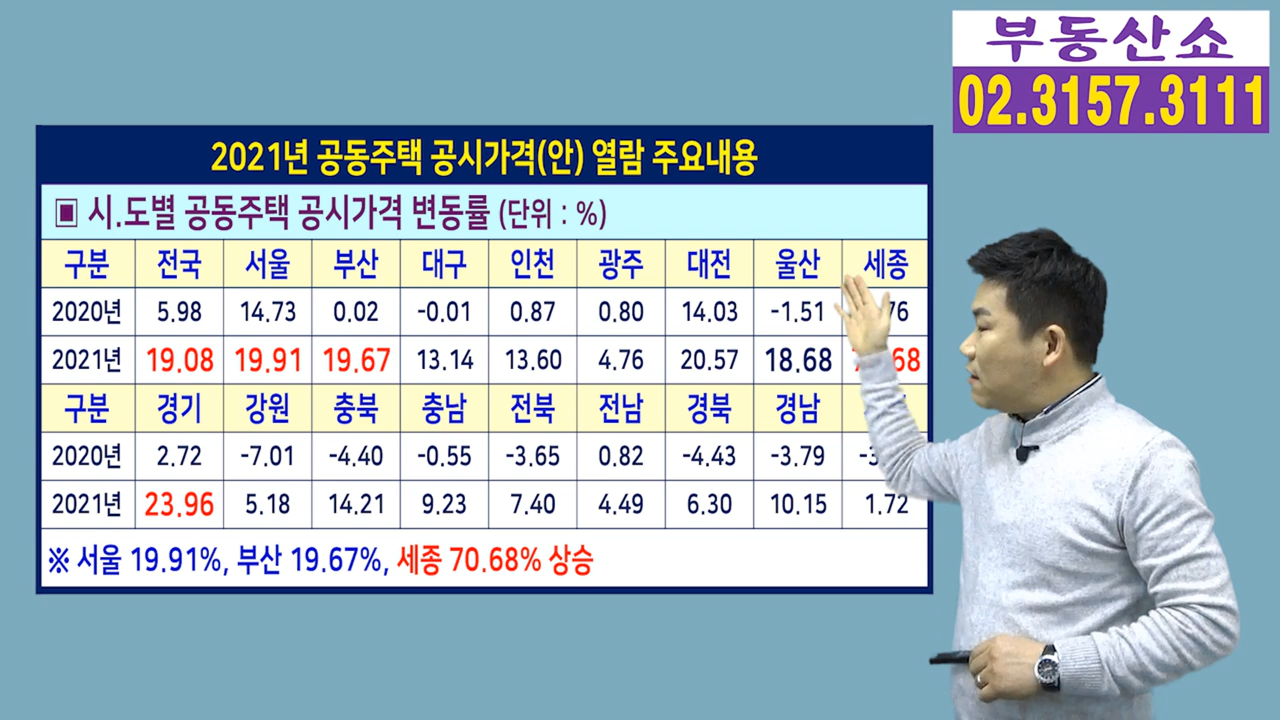 부동산쇼
02.3157.3111
2021년 공동주택 공시가격(안) 열람 주요내용
▣ 시.도별 공동주택 공시가격 변동률 (단위 : %)
구분 전국 서울 부산 대구 인천 광주 대전 울산 세종
2020년 5.98 14.73 0.02 -0.01 0.87 0.80 14.03 -1.51
2021년 19.08 19.91 19.67 13.14 13.60 4.76 20.57 18.68
구분 경기 강원 충북 충남 전북 전남 경북 경남
2020년 2.72 -7.01 -4.40 -0.55 -3.65 0.82 -4.43 -3.79
2021년 23.96 5.18 14.21 9.23 7.40 4.49 6.30 10.15 1.72
※ 서울 19.91%, 부산 19.67%, 세종 70.68% 상승